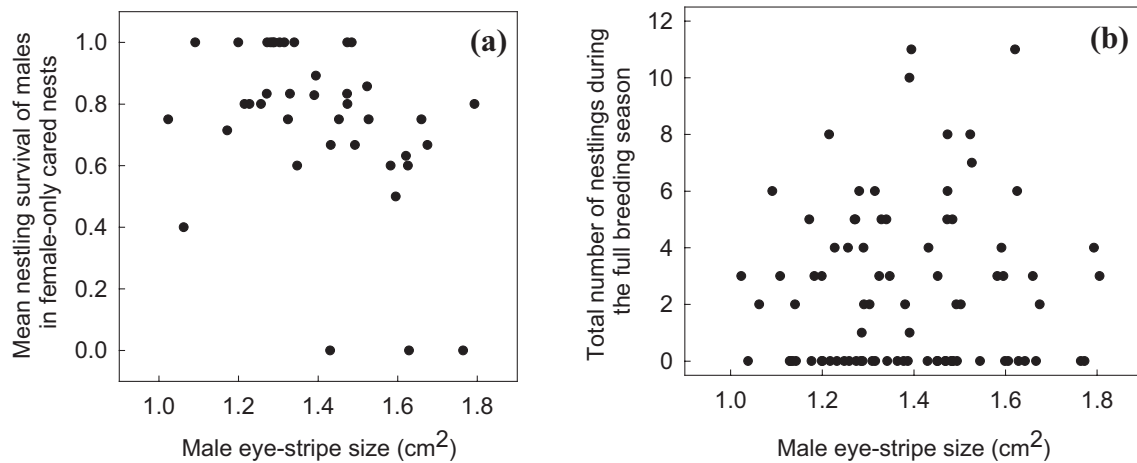 (a)
Mean nestling survival of males
in female-only cared nests
1.0
0.8
0.6
0.4
0.2
0.0
1.0 1.2 1.4 1.6 1.8
Male eye-stripe size (cm²)
(b)
Total number of nestlings during
the full breeding season
12
10
8
6
4
2
0
1.0 1.2 1.4 1.6 1.8
Male eye-stripe size (cm²)